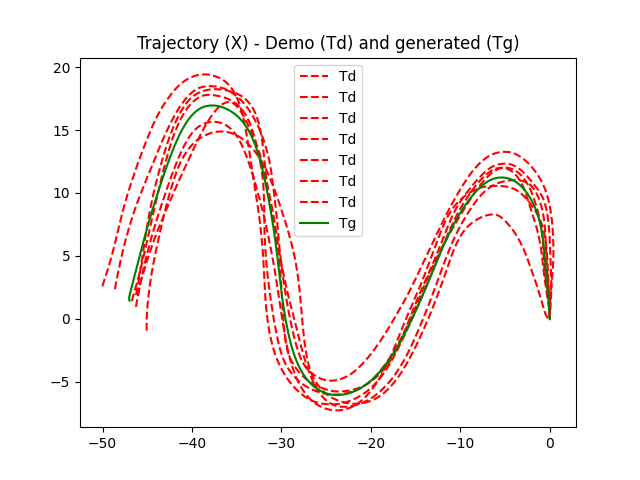 Trajectory (X) - Demo (Td) and generated (Tg)
Td
Td
Td
Td
Td
Td
Td
Tg
20
15
10
5
0
−5
−50
−40
−30
−20
−10
0